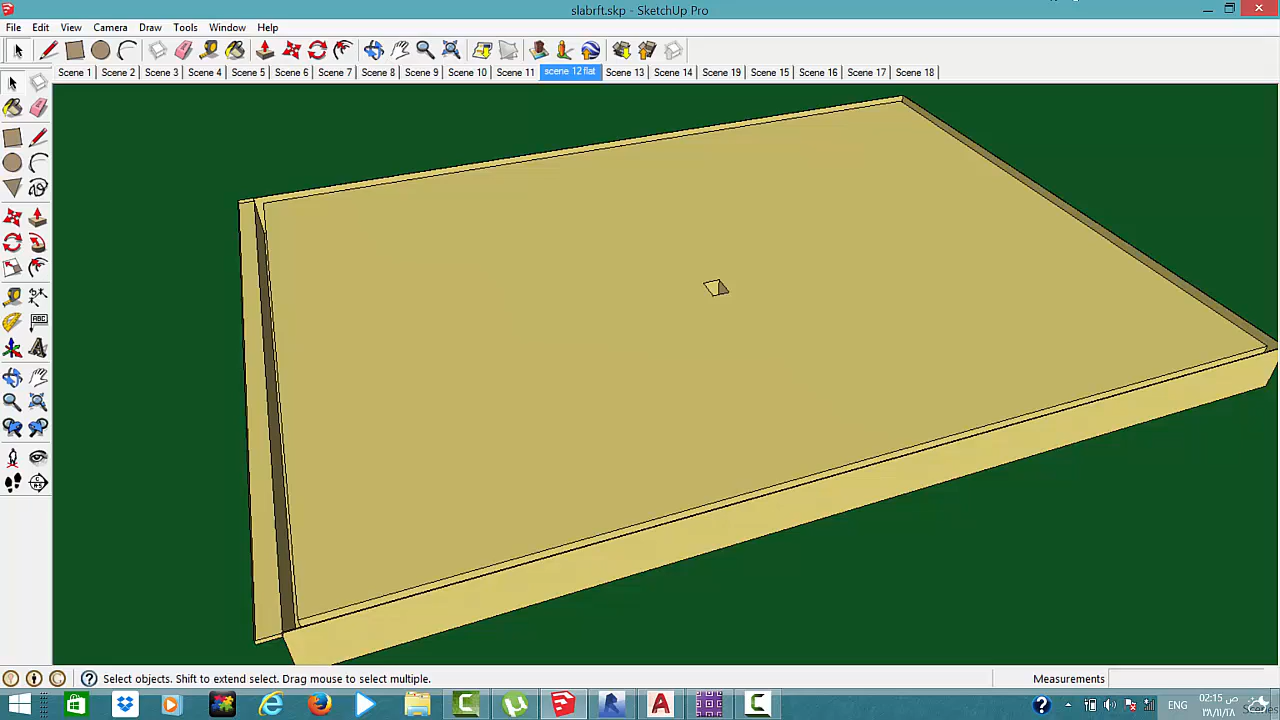 slabrft.skp - SketchUp Pro
File Edit View Camera Draw Tools Window Help
Scene 1 Scene 2 Scene 3 Scene 4 Scene 5 Scene 6 Scene 7 Scene 8 Scene 9 Scene 10 Scene 11 scene 12 flat Scene 13 Scene 14 Scene 19 Scene 15 Scene 16 Scene 17 Scene 18
ABC
Select objects. Shift to extend select. Drag mouse to select multiple.
Measurements
ENG
02:15 ص